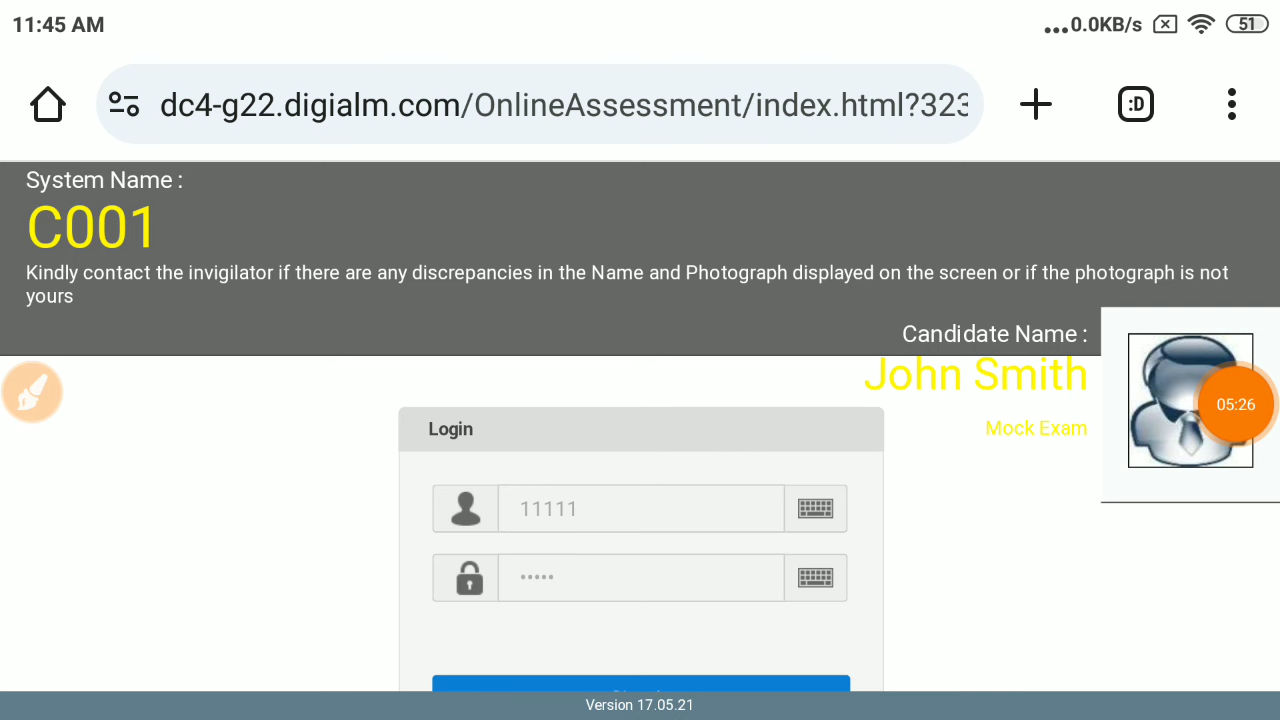 11:45 AM
...0.0KB/s
51
dc4-g22.digialm.com/OnlineAssessment/index.html?323
:D
System Name :
C001
Kindly contact the invigilator if there are any discrepancies in the Name and Photograph displayed on the screen or if the photograph is not
yours
Candidate Name :
John Smith
Mock Exam
05:26
Login
11111
•••••
Version 17.05.21